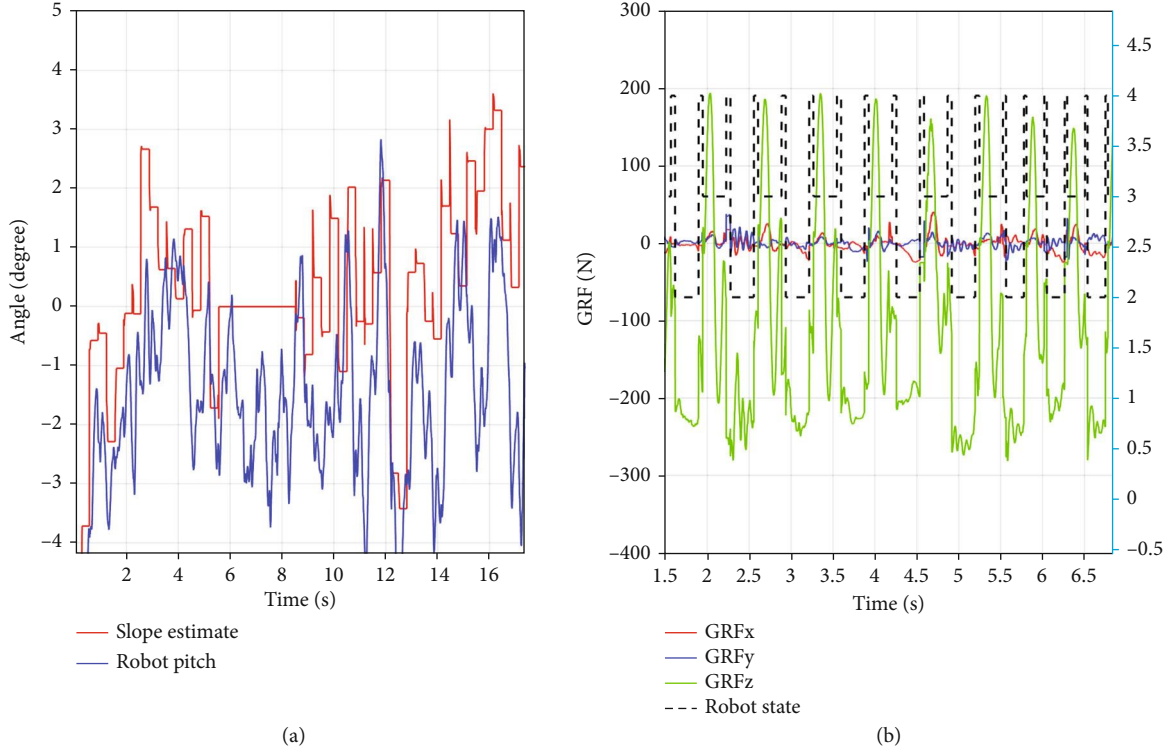 5
4
3
2
1
0
−1
−2
−3
−4
Angle (degree)
2 4 6 8 10 12 14 16
Time (s)
Slope estimate
Robot pitch
(a)
300
200
100
0
−100
−200
−300
−400
GRF (N)
4.5
4
3.5
3
2.5
2
1.5
1
0.5
0
−0.5
1.5 2 2.5 3 3.5 4 4.5 5 5.5 6 6.5
Time (s)
GRFx
GRFy
GRFz
Robot state
(b)